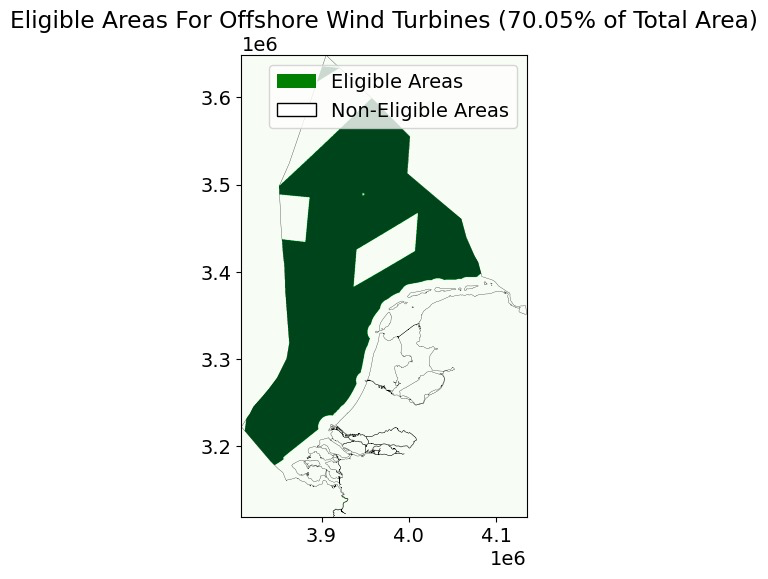 Eligible Areas For Offshore Wind Turbines (70.05% of Total Area)
1e6
Eligible Areas
Non-Eligible Areas
3.6
3.5
3.4
3.3
3.2
3.9 4.0 4.1
1e6